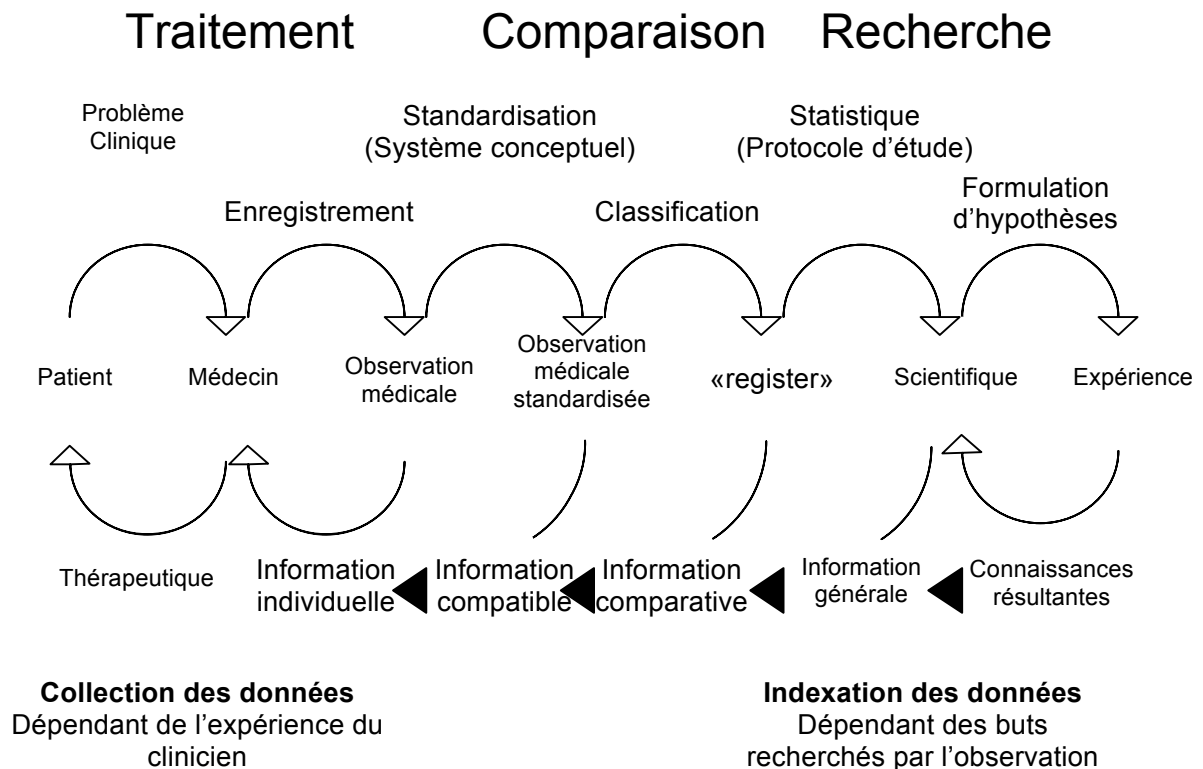 Traitement Comparaison Recherche
Problème
Clinique
Standardisation
(Système conceptuel)
Statistique
(Protocole d'étude)
Enregistrement
Classification
Formulation
d'hypothèses
Patient
Médecin
Observation
médicale
Observation
médicale
standardisée
«register»
Scientifique
Expérience
Thérapeutique
Information
individuelle
Information
compatible
Information
comparative
Information
générale
Connaissances
résultantes
Collection des données
Dépendant de l'expérience du
clinicien
Indexation des données
Dépendant des buts
recherchés par l'observation